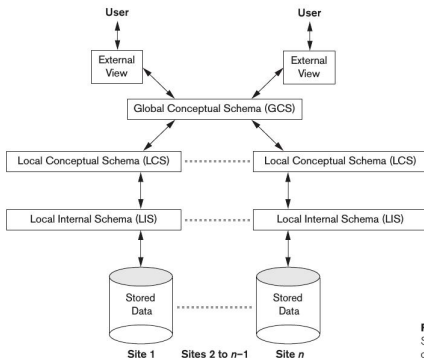 User
User
External
View
External
View
Global Conceptual Schema (GCS)
Local Conceptual Schema (LCS)
Local Conceptual Schema (LCS)
Local Internal Schema (LIS)
Local Internal Schema (LIS)
Stored
Data
Stored
Data
Site 1 Sites 2 to n–1 Site n